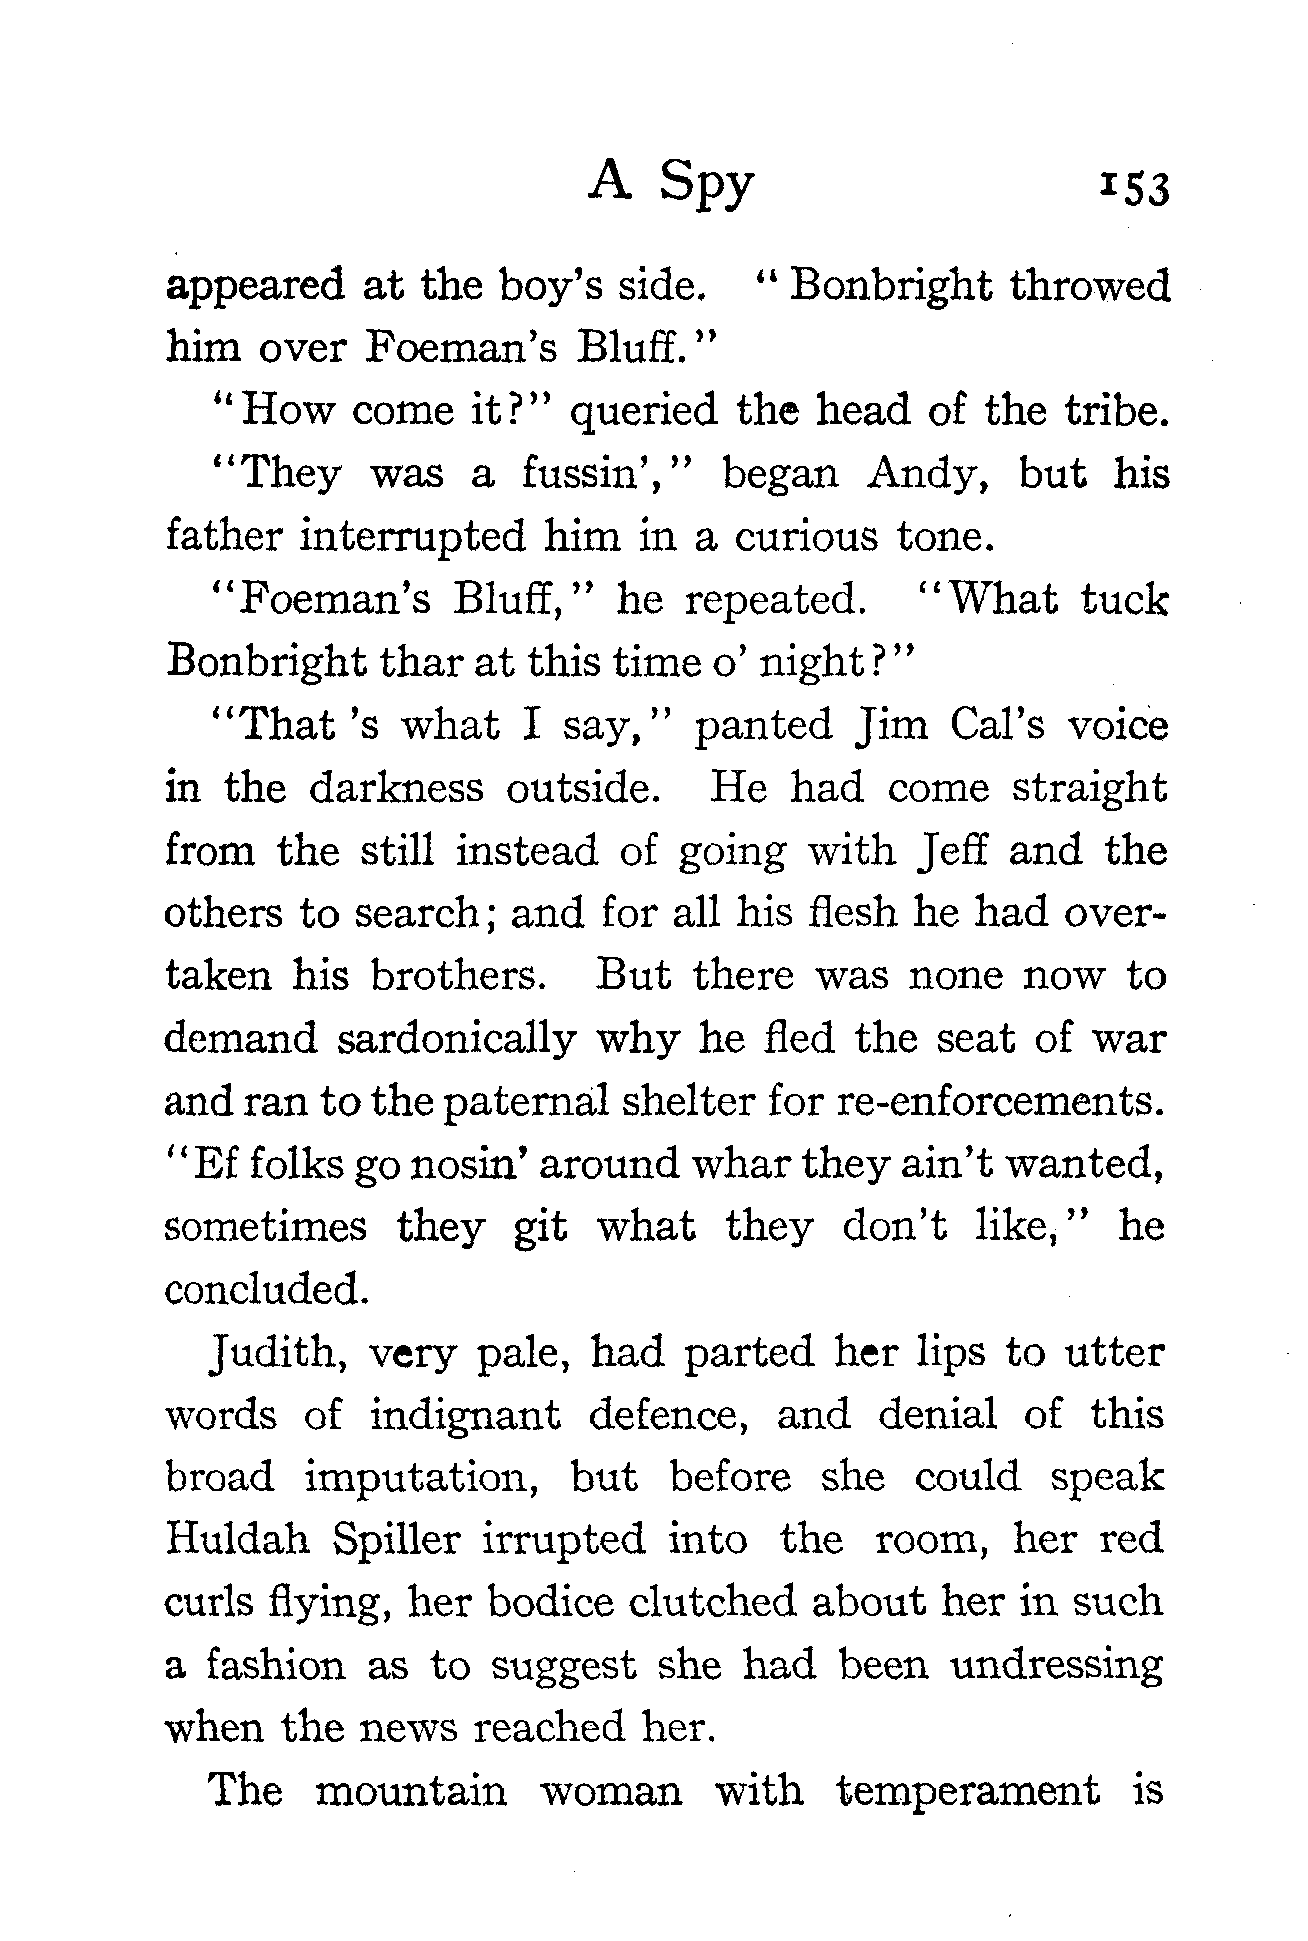 A Spy 153
appeared at the boy's side. "Bonbright throwed
him over Foeman's Bluff."
"How come it?" queried the head of the tribe.
"They was a fussin'," began Andy, but his
father interrupted him in a curious tone.
"Foeman's Bluff," he repeated. "What tuck
Bonbright thar at this time o' night?"
"That 's what I say," panted Jim Cal's voice
in the darkness outside. He had come straight
from the still instead of going with Jeff and the
others to search; and for all his flesh he had over-
taken his brothers. But there was none now to
demand sardonically why he fled the seat of war
and ran to the paternal shelter for re-enforcements.
"Ef folks go nosin' around whar they ain't wanted,
sometimes they git what they don't like," he
concluded.
Judith, very pale, had parted her lips to utter
words of indignant defence, and denial of this
broad imputation, but before she could speak
Huldah Spiller irrupted into the room, her red
curls flying, her bodice clutched about her in such
a fashion as to suggest she had been undressing
when the news reached her.
The mountain woman with temperament is